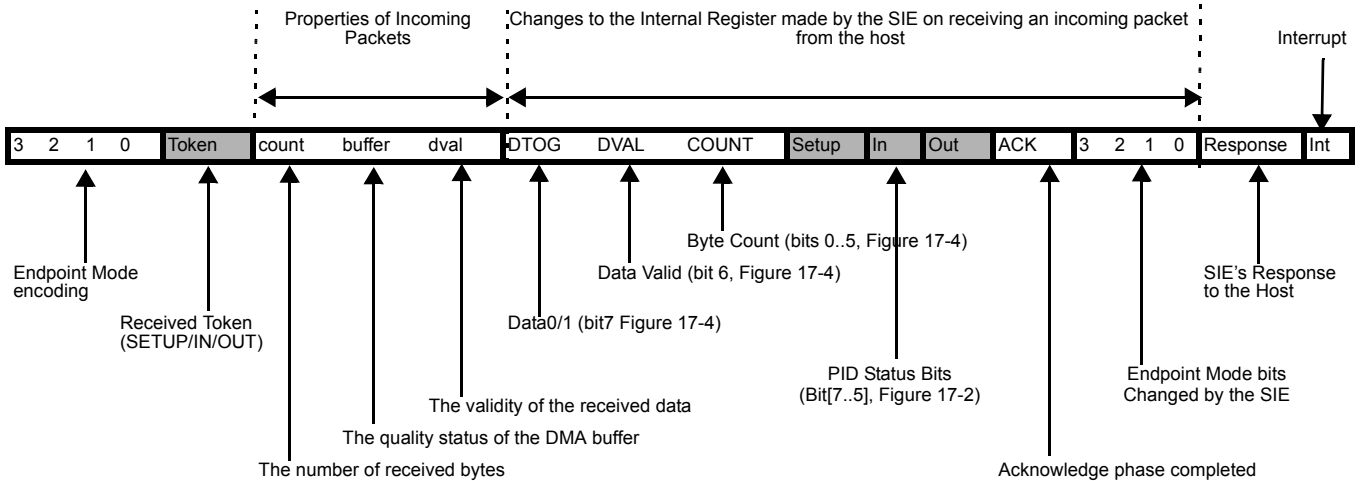 Properties of Incoming
Packets
Changes to the Internal Register made by the SIE on receiving an incoming packet
from the host
Interrupt
3 2 1 0 Token count buffer dval DTOG DVAL COUNT Setup In Out ACK 3 2 1 0 Response Int
Byte Count (bits 0..5, Figure 17-4)
Endpoint Mode
encoding
Data Valid (bit 6, Figure 17-4)
SIE's Response
to the Host
Received Token
(SETUP/IN/OUT)
Data0/1 (bit7 Figure 17-4)
PID Status Bits
(Bit[7..5], Figure 17-2)
Endpoint Mode bits
Changed by the SIE
The validity of the received data
The quality status of the DMA buffer
The number of received bytes
Acknowledge phase completed